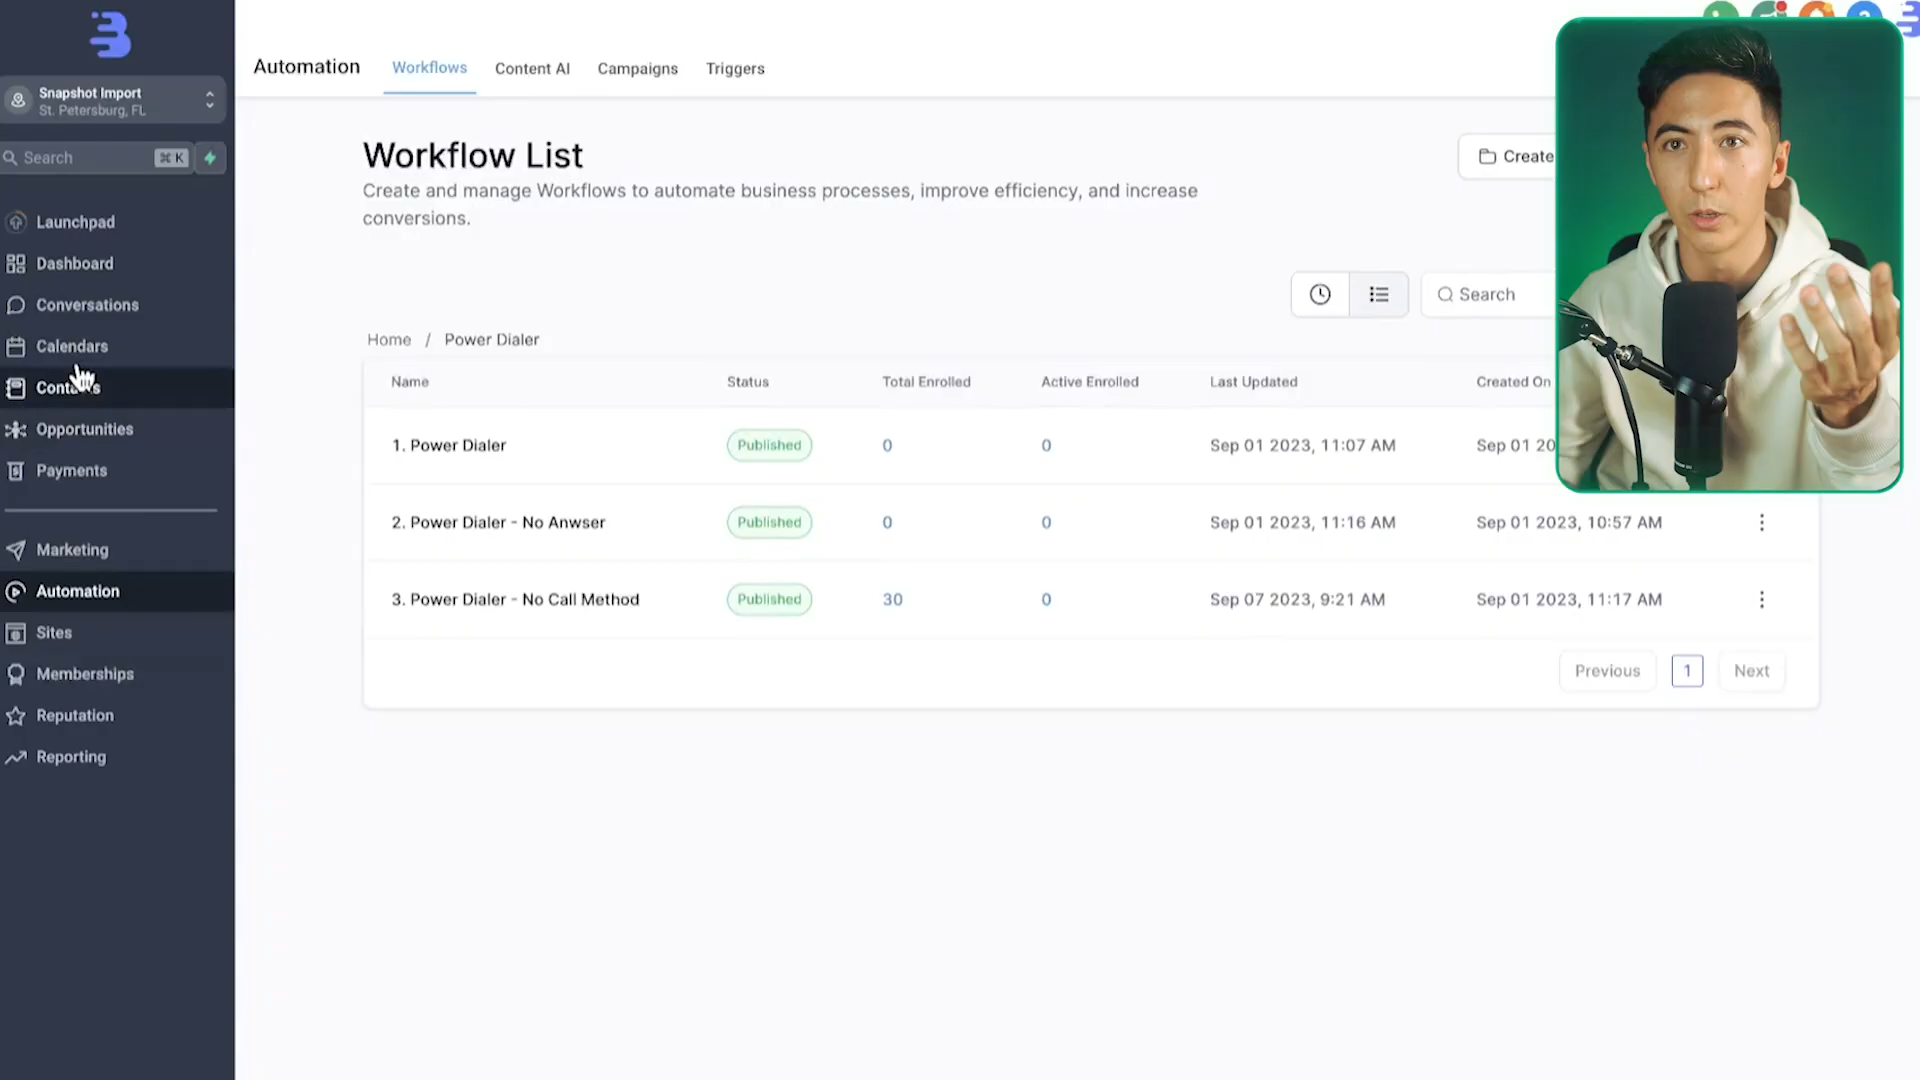 Snapshot Import
St. Petersburg, FL
Search ⌘ K
Launchpad
Dashboard
Conversations
Calendars
Contacts
Opportunities
Payments
Marketing
Automation
Sites
Memberships
Reputation
Reporting
Automation Workflows Content AI Campaigns Triggers
Workflow List
Create and manage Workflows to automate business processes, improve efficiency, and increase
conversions.
Create
Search
Home / Power Dialer
Name Status Total Enrolled Active Enrolled Last Updated Created On
1. Power Dialer Published 0 0 Sep 01 2023, 11:07 AM Sep 01 20
2. Power Dialer - No Anwser Published 0 0 Sep 01 2023, 11:16 AM Sep 01 2023, 10:57 AM
3. Power Dialer - No Call Method Published 30 0 Sep 07 2023, 9:21 AM Sep 01 2023, 11:17 AM
Previous 1 Next